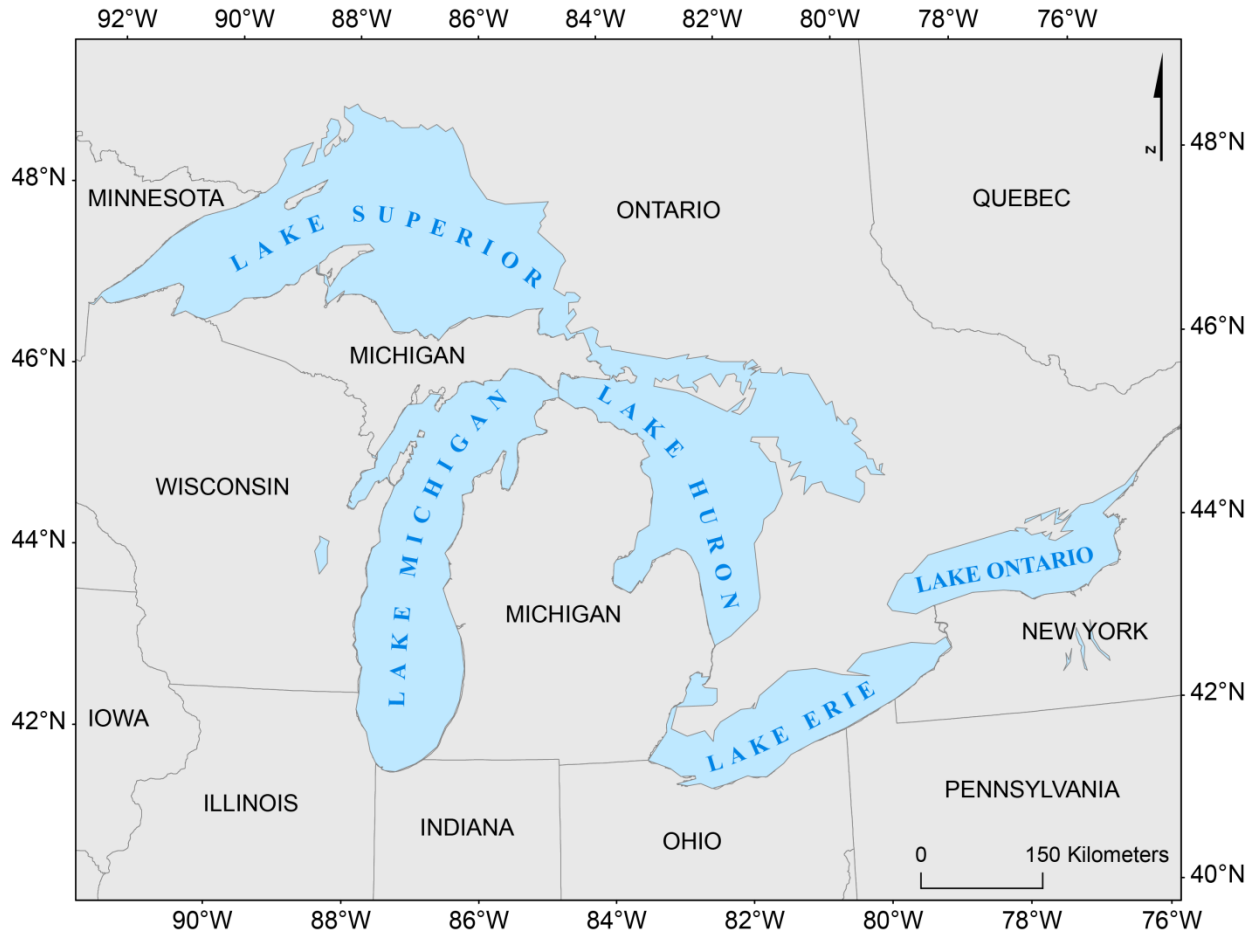 92°W 90°W 88°W 86°W 84°W 82°W 80°W 78°W 76°W
N
48°N
48°N
MINNESOTA
QUEBEC
ONTARIO
LAKE SUPERIOR
46°N
46°N
MICHIGAN
LAKE MICHIGAN
LAKE HURON
WISCONSIN
44°N
44°N
LAKE ONTARIO
MICHIGAN
NEW YORK
42°N
42°N
IOWA
LAKE ERIE
PENNSYLVANIA
ILLINOIS
INDIANA
OHIO
0 150 Kilometers
40°N
90°W 88°W 86°W 84°W 82°W 80°W 78°W 76°W